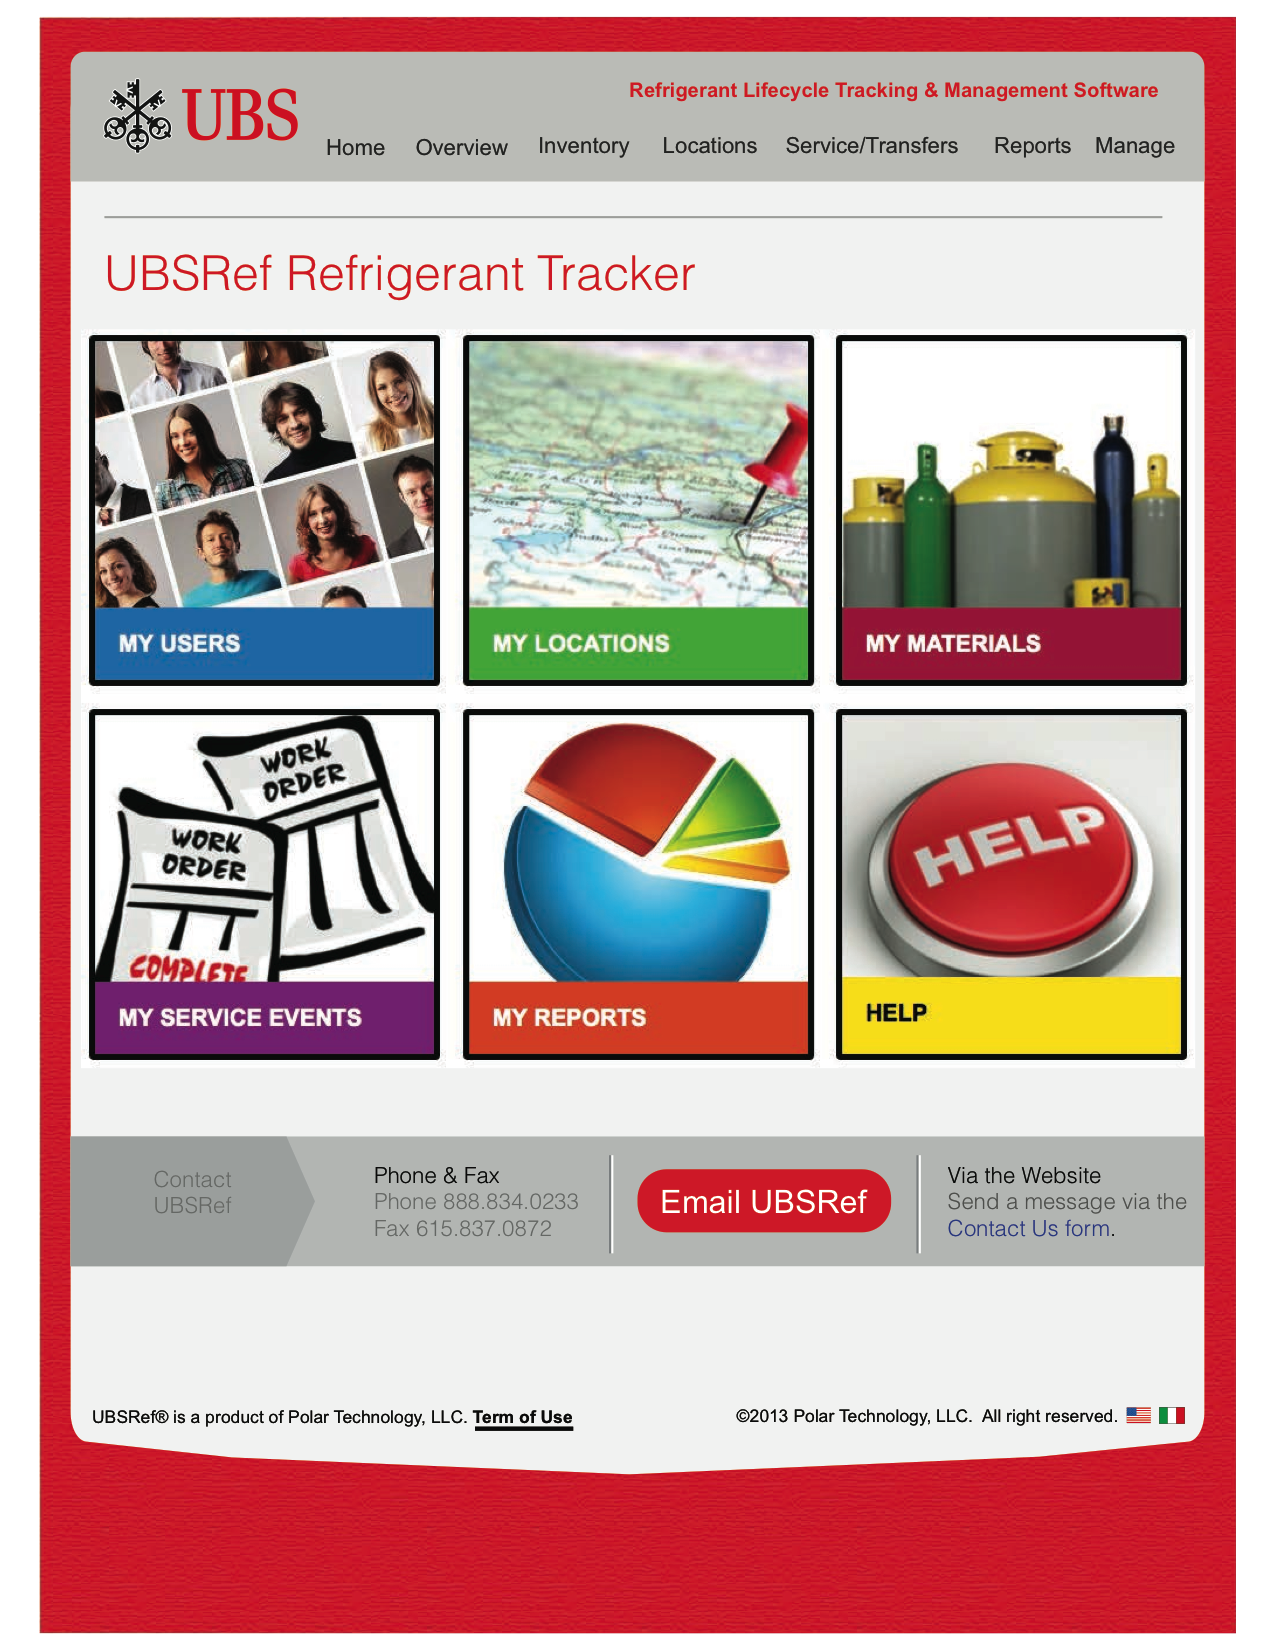 UBS
Refrigerant Lifecycle Tracking & Management Software
Home Overview Inventory Locations Service/Transfers Reports Manage
UBSRef Refrigerant Tracker
MY USERS
MY LOCATIONS
MY MATERIALS
WORK
ORDER
WORK
ORDER
COMPLETE
MY SERVICE EVENTS
MY REPORTS
HELP
HELP
Contact
UBSRef
Phone & Fax
Phone 888.834.0233
Fax 615.837.0872
Email UBSRef
Via the Website
Send a message via the
Contact Us form.
UBSRef® is a product of Polar Technology, LLC. Term of Use
©2013 Polar Technology, LLC. All right reserved.